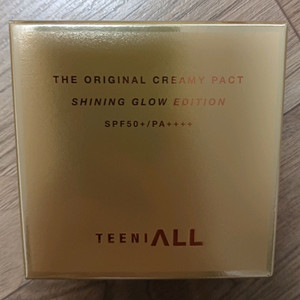 THE ORIGINAL CREAMY PACT
SHINING GLOW EDITION
SPF50+/PA++++
TEENIALL